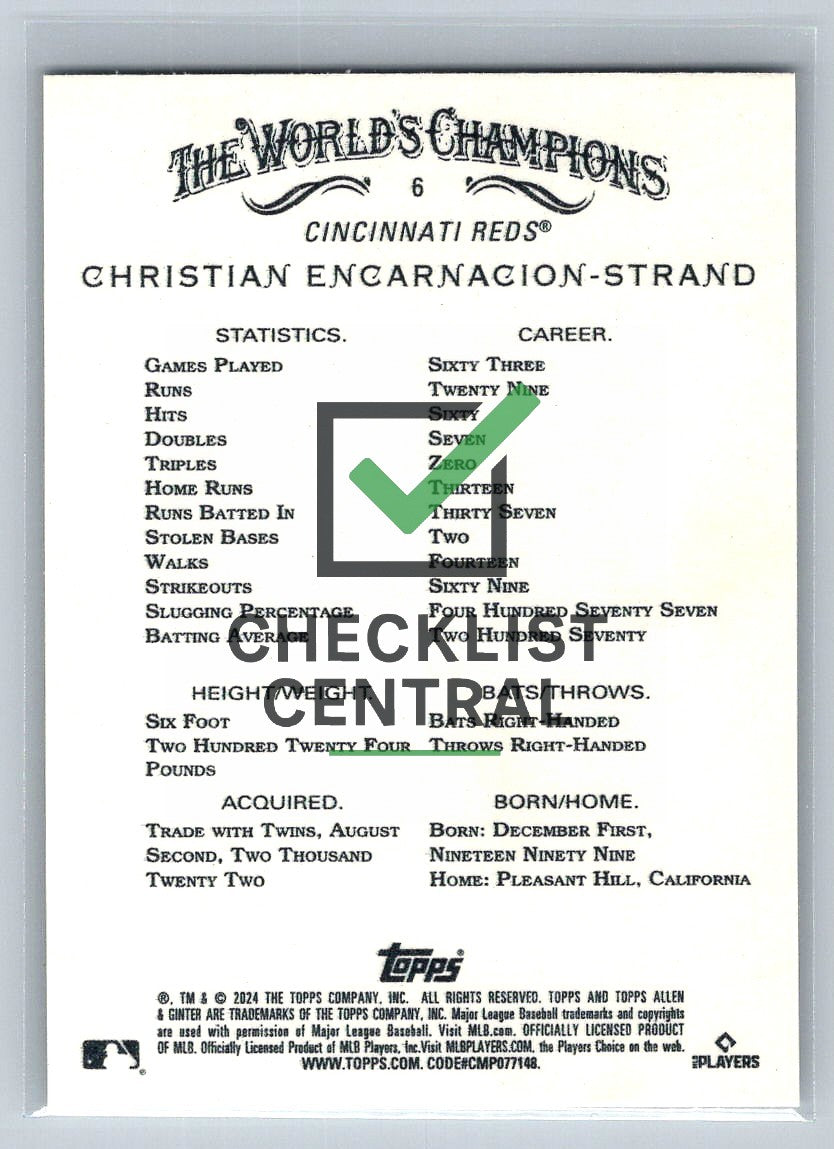 THE WORLD'S CHAMPIONS
6
CINCINNATI REDS®
CHRISTIAN ENCARNACION-STRAND
STATISTICS. CAREER.
GAMES PLAYED SIXTY THREE
RUNS TWENTY NINE
HITS SIXTY
DOUBLES SEVEN
TRIPLES ZERO
HOME RUNS THIRTEEN
RUNS BATTED IN THIRTY SEVEN
STOLEN BASES TWO
WALKS FOURTEEN
STRIKEOUTS SIXTY NINE
SLUGGING PERCENTAGE FOUR HUNDRED SEVENTY SEVEN
BATTING AVERAGE TWO HUNDRED SEVENTY
CHECKLIST
CENTRAL
HEIGHT/WEIGHT. BATS/THROWS.
SIX FOOT BATS RIGHT-HANDED
TWO HUNDRED TWENTY FOUR THROWS RIGHT-HANDED
POUNDS
ACQUIRED. BORN/HOME.
TRADE WITH TWINS, AUGUST BORN: DECEMBER FIRST,
SECOND, TWO THOUSAND NINETEEN NINETY NINE
TWENTY TWO HOME: PLEASANT HILL, CALIFORNIA
topps®
®, TM & © 2024 THE TOPPS COMPANY, INC. ALL RIGHTS RESERVED. TOPPS AND TOPPS ALLEN
& GINTER ARE TRADEMARKS OF THE TOPPS COMPANY, INC. Major League Baseball trademarks and copyrights
are used with permission of Major League Baseball. Visit MLB.com. OFFICIALLY LICENSED PRODUCT
OF MLB. Officially Licensed Product of MLB Players, Inc. Visit MLBPLAYERS.COM, the Players Choice on the web.
WWW.TOPPS.COM. CODE#CMP077148.
MLB PLAYERS